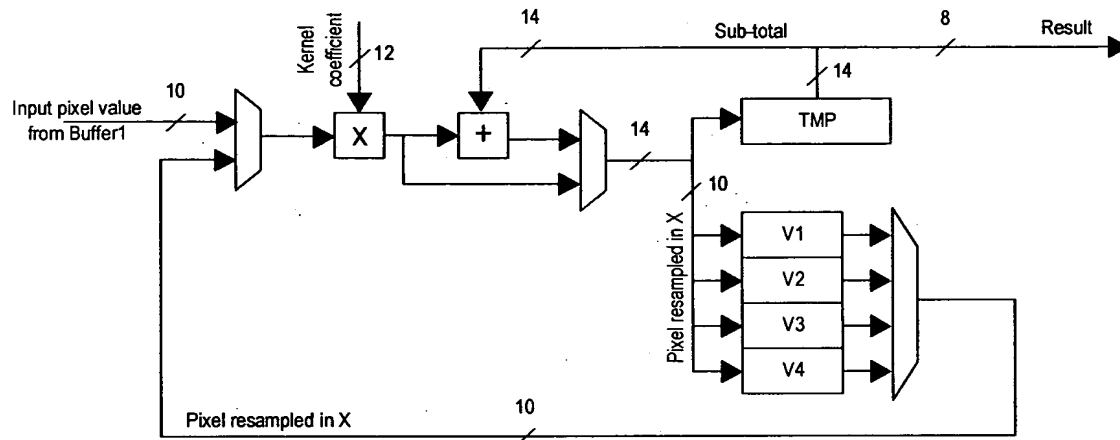 14
8
Sub-total
Result
Kernel
coefficient
12
14
10
Input pixel value
from Buffer1
X
+
14
TMP
10
Pixel resampled in X
V1
V2
V3
V4
10
Pixel resampled in X